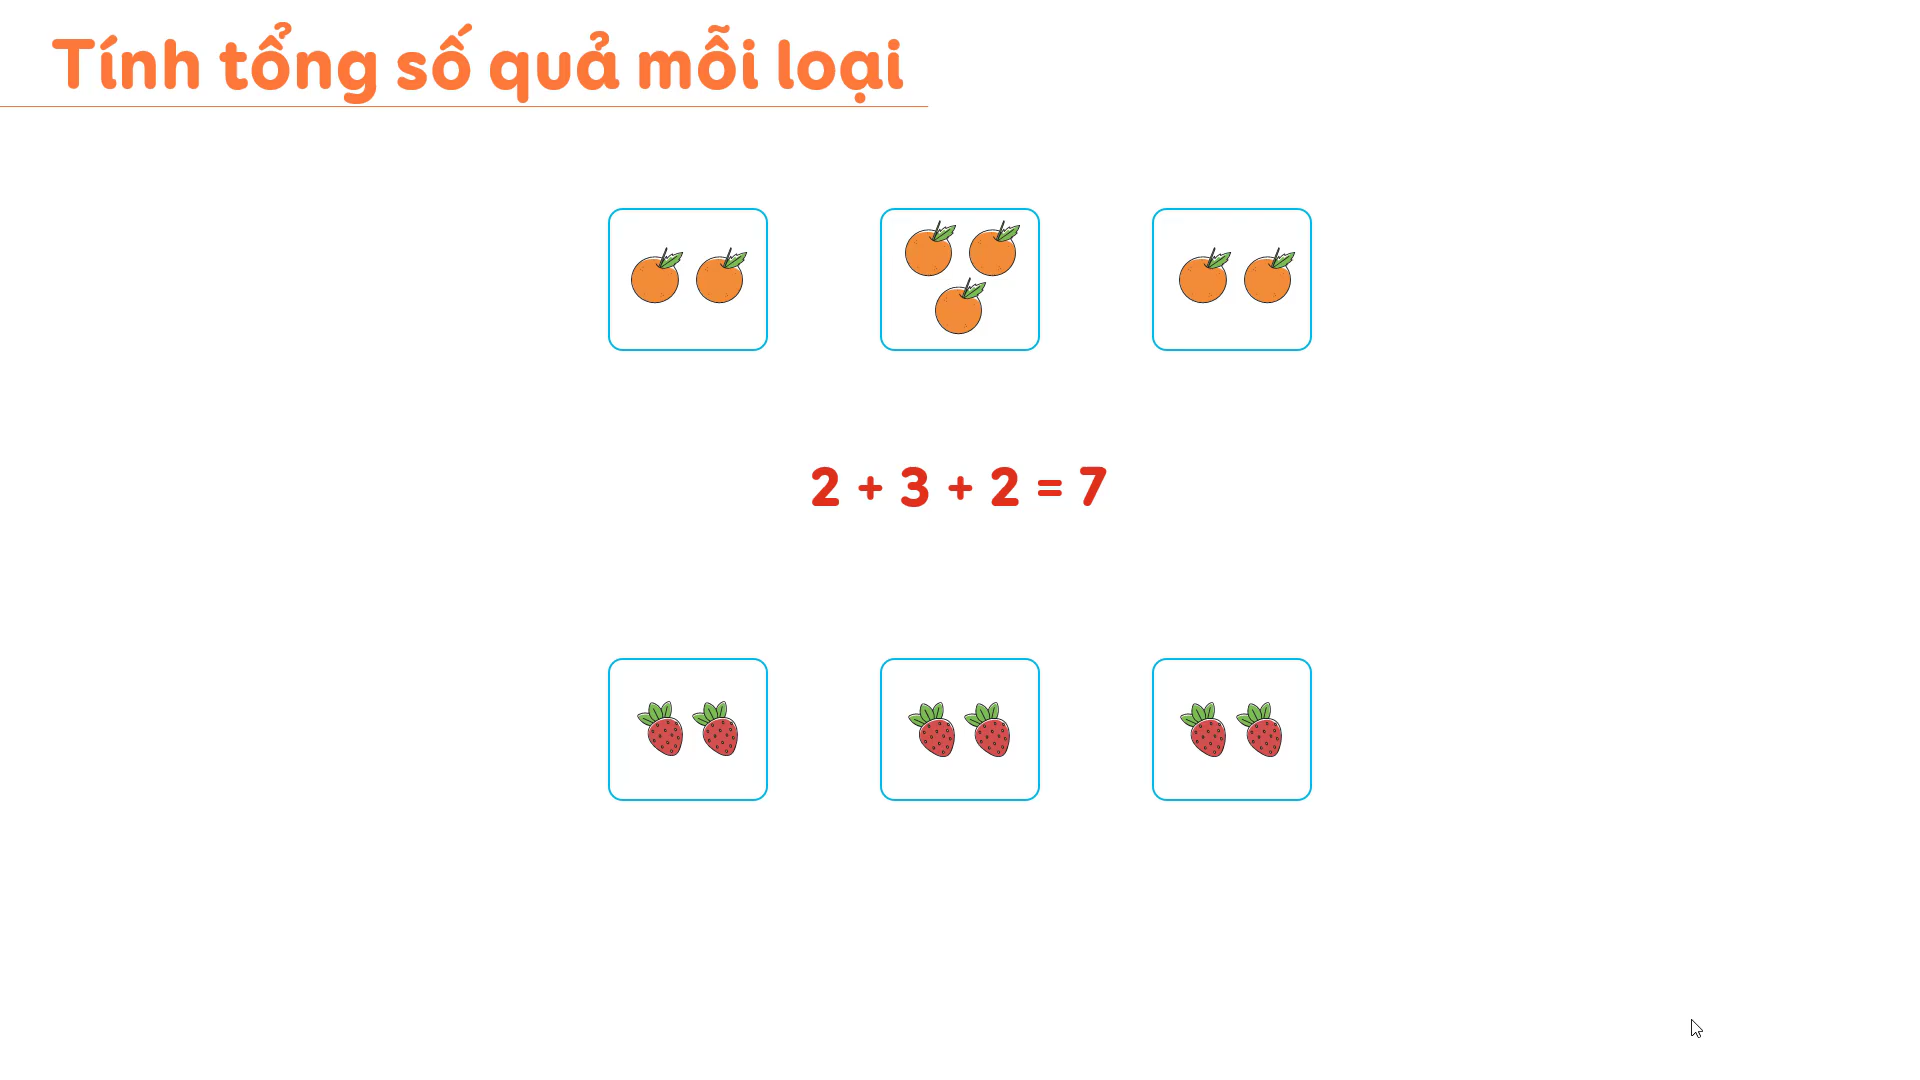 Tính tổng số quả mỗi loại
2 + 3 + 2 = 7